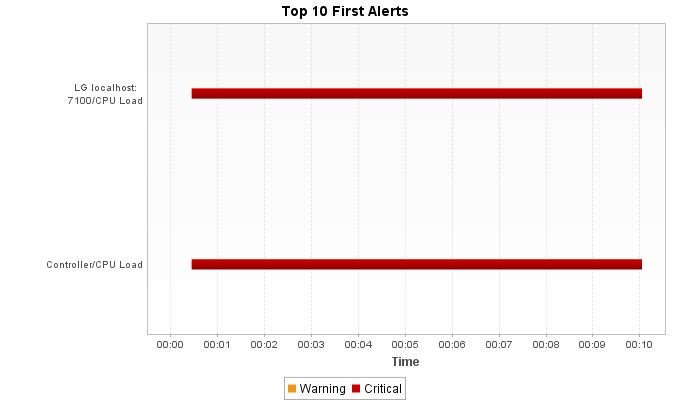 Top 10 First Alerts
LG localhost:
7100/CPU Load
Controller/CPU Load
00:00 00:01 00:02 00:03 00:04 00:05 00:06 00:07 00:08 00:09 00:10
Time
Warning Critical